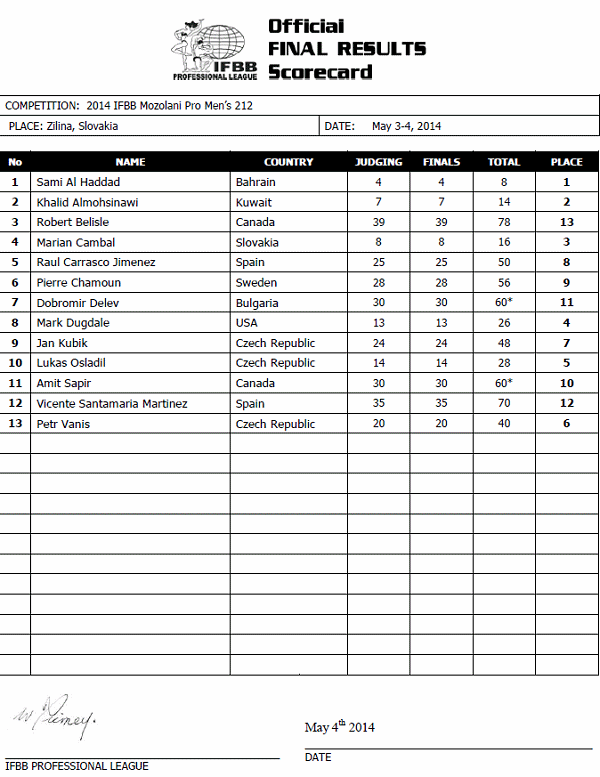 Official
FINAL RESULTS
Scorecard
IFBB
PROFESSIONAL LEAGUE
COMPETITION: 2014 IFBB Mozolani Pro Men's 212
PLACE: Zilina, Slovakia DATE: May 3-4, 2014
No NAME COUNTRY JUDGING FINALS TOTAL PLACE
1 Sami Al Haddad Bahrain 4 4 8 1
2 Khalid Almohsinawi Kuwait 7 7 14 2
3 Robert Belisle Canada 39 39 78 13
4 Marian Cambal Slovakia 8 8 16 3
5 Raul Carrasco Jimenez Spain 25 25 50 8
6 Pierre Chamoun Sweden 28 28 56 9
7 Dobromir Delev Bulgaria 30 30 60* 11
8 Mark Dugdale USA 13 13 26 4
9 Jan Kubik Czech Republic 24 24 48 7
10 Lukas Osladil Czech Republic 14 14 28 5
11 Amit Sapir Canada 30 30 60* 10
12 Vicente Santamaria Martinez Spain 35 35 70 12
13 Petr Vanis Czech Republic 20 20 40 6
May 4th 2014
IFBB PROFESSIONAL LEAGUE DATE